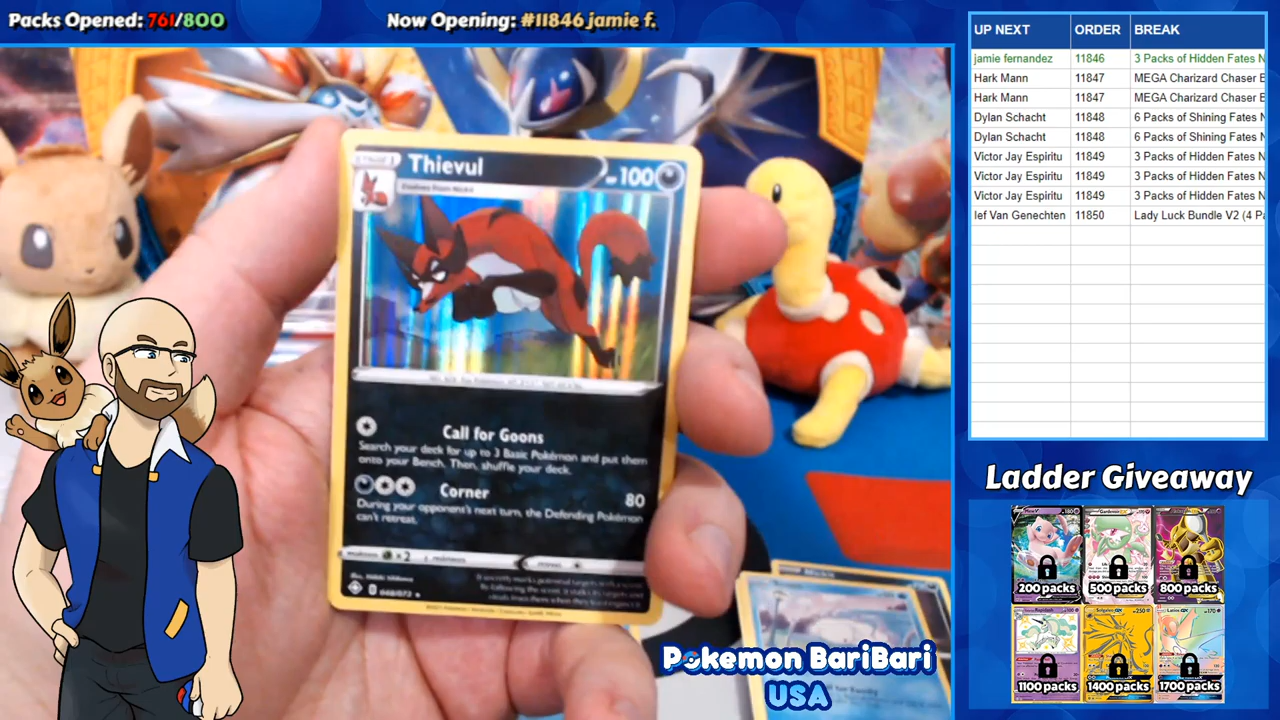 Packs Opened: 761/800
Now Opening: #11846 jamie f.
UP NEXT ORDER BREAK
jamie fernandez 11846 3 Packs of Hidden Fates N
Hark Mann 11847 MEGA Charizard Chaser E
Hark Mann 11847 MEGA Charizard Chaser E
Dylan Schacht 11848 6 Packs of Shining Fates N
Dylan Schacht 11848 6 Packs of Shining Fates N
Victor Jay Espiritu 11849 3 Packs of Hidden Fates N
Victor Jay Espiritu 11849 3 Packs of Hidden Fates N
Victor Jay Espiritu 11849 3 Packs of Hidden Fates N
Ief Van Genechten 11850 Lady Luck Bundle V2 (4 Pa
Thievul
100
Call for Goons
Search your deck for up to 3 Basic Pokémon and put them
onto your Bench. Then, shuffle your deck.
Corner 80
During your opponent's next turn, the Defending Pokémon
can't retreat.
x2
Ladder Giveaway
200 packs
500 packs
800 packs
1100 packs
1400 packs
1700 packs
Pokemon BariBari
USA